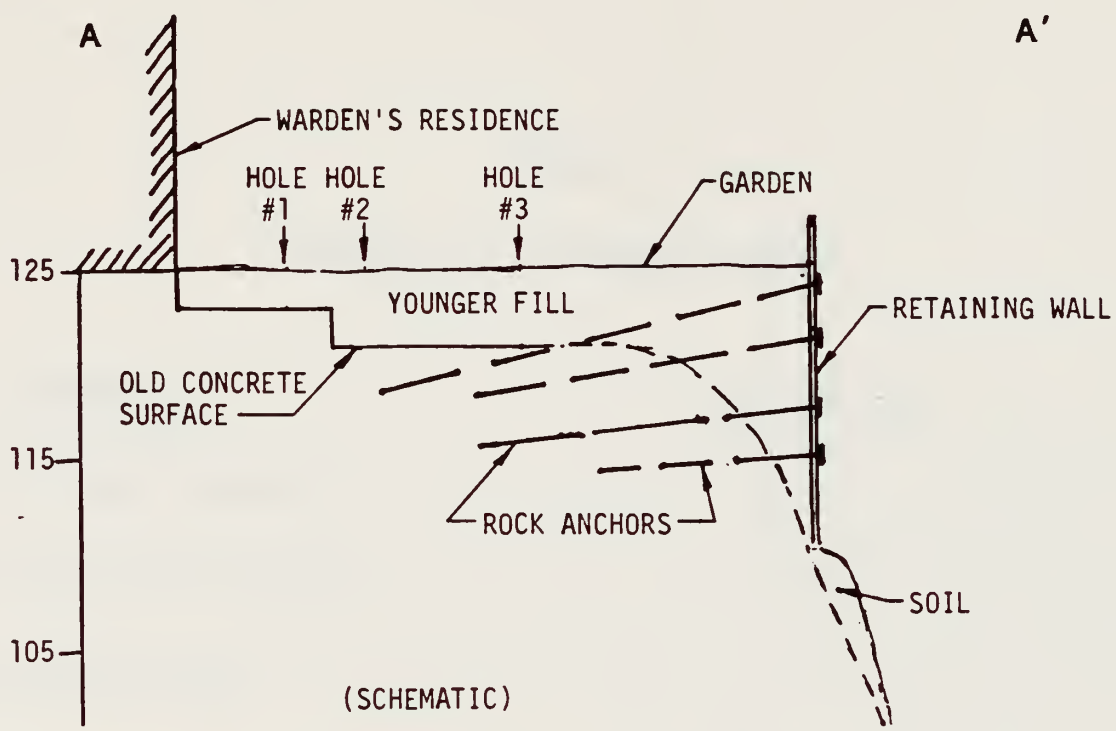 A
A'
WARDEN'S RESIDENCE
HOLE HOLE
#1 #2
HOLE
#3
GARDEN
125
YOUNGER FILL
RETAINING WALL
OLD CONCRETE
SURFACE
115
ROCK ANCHORS
SOIL
105
(SCHEMATIC)